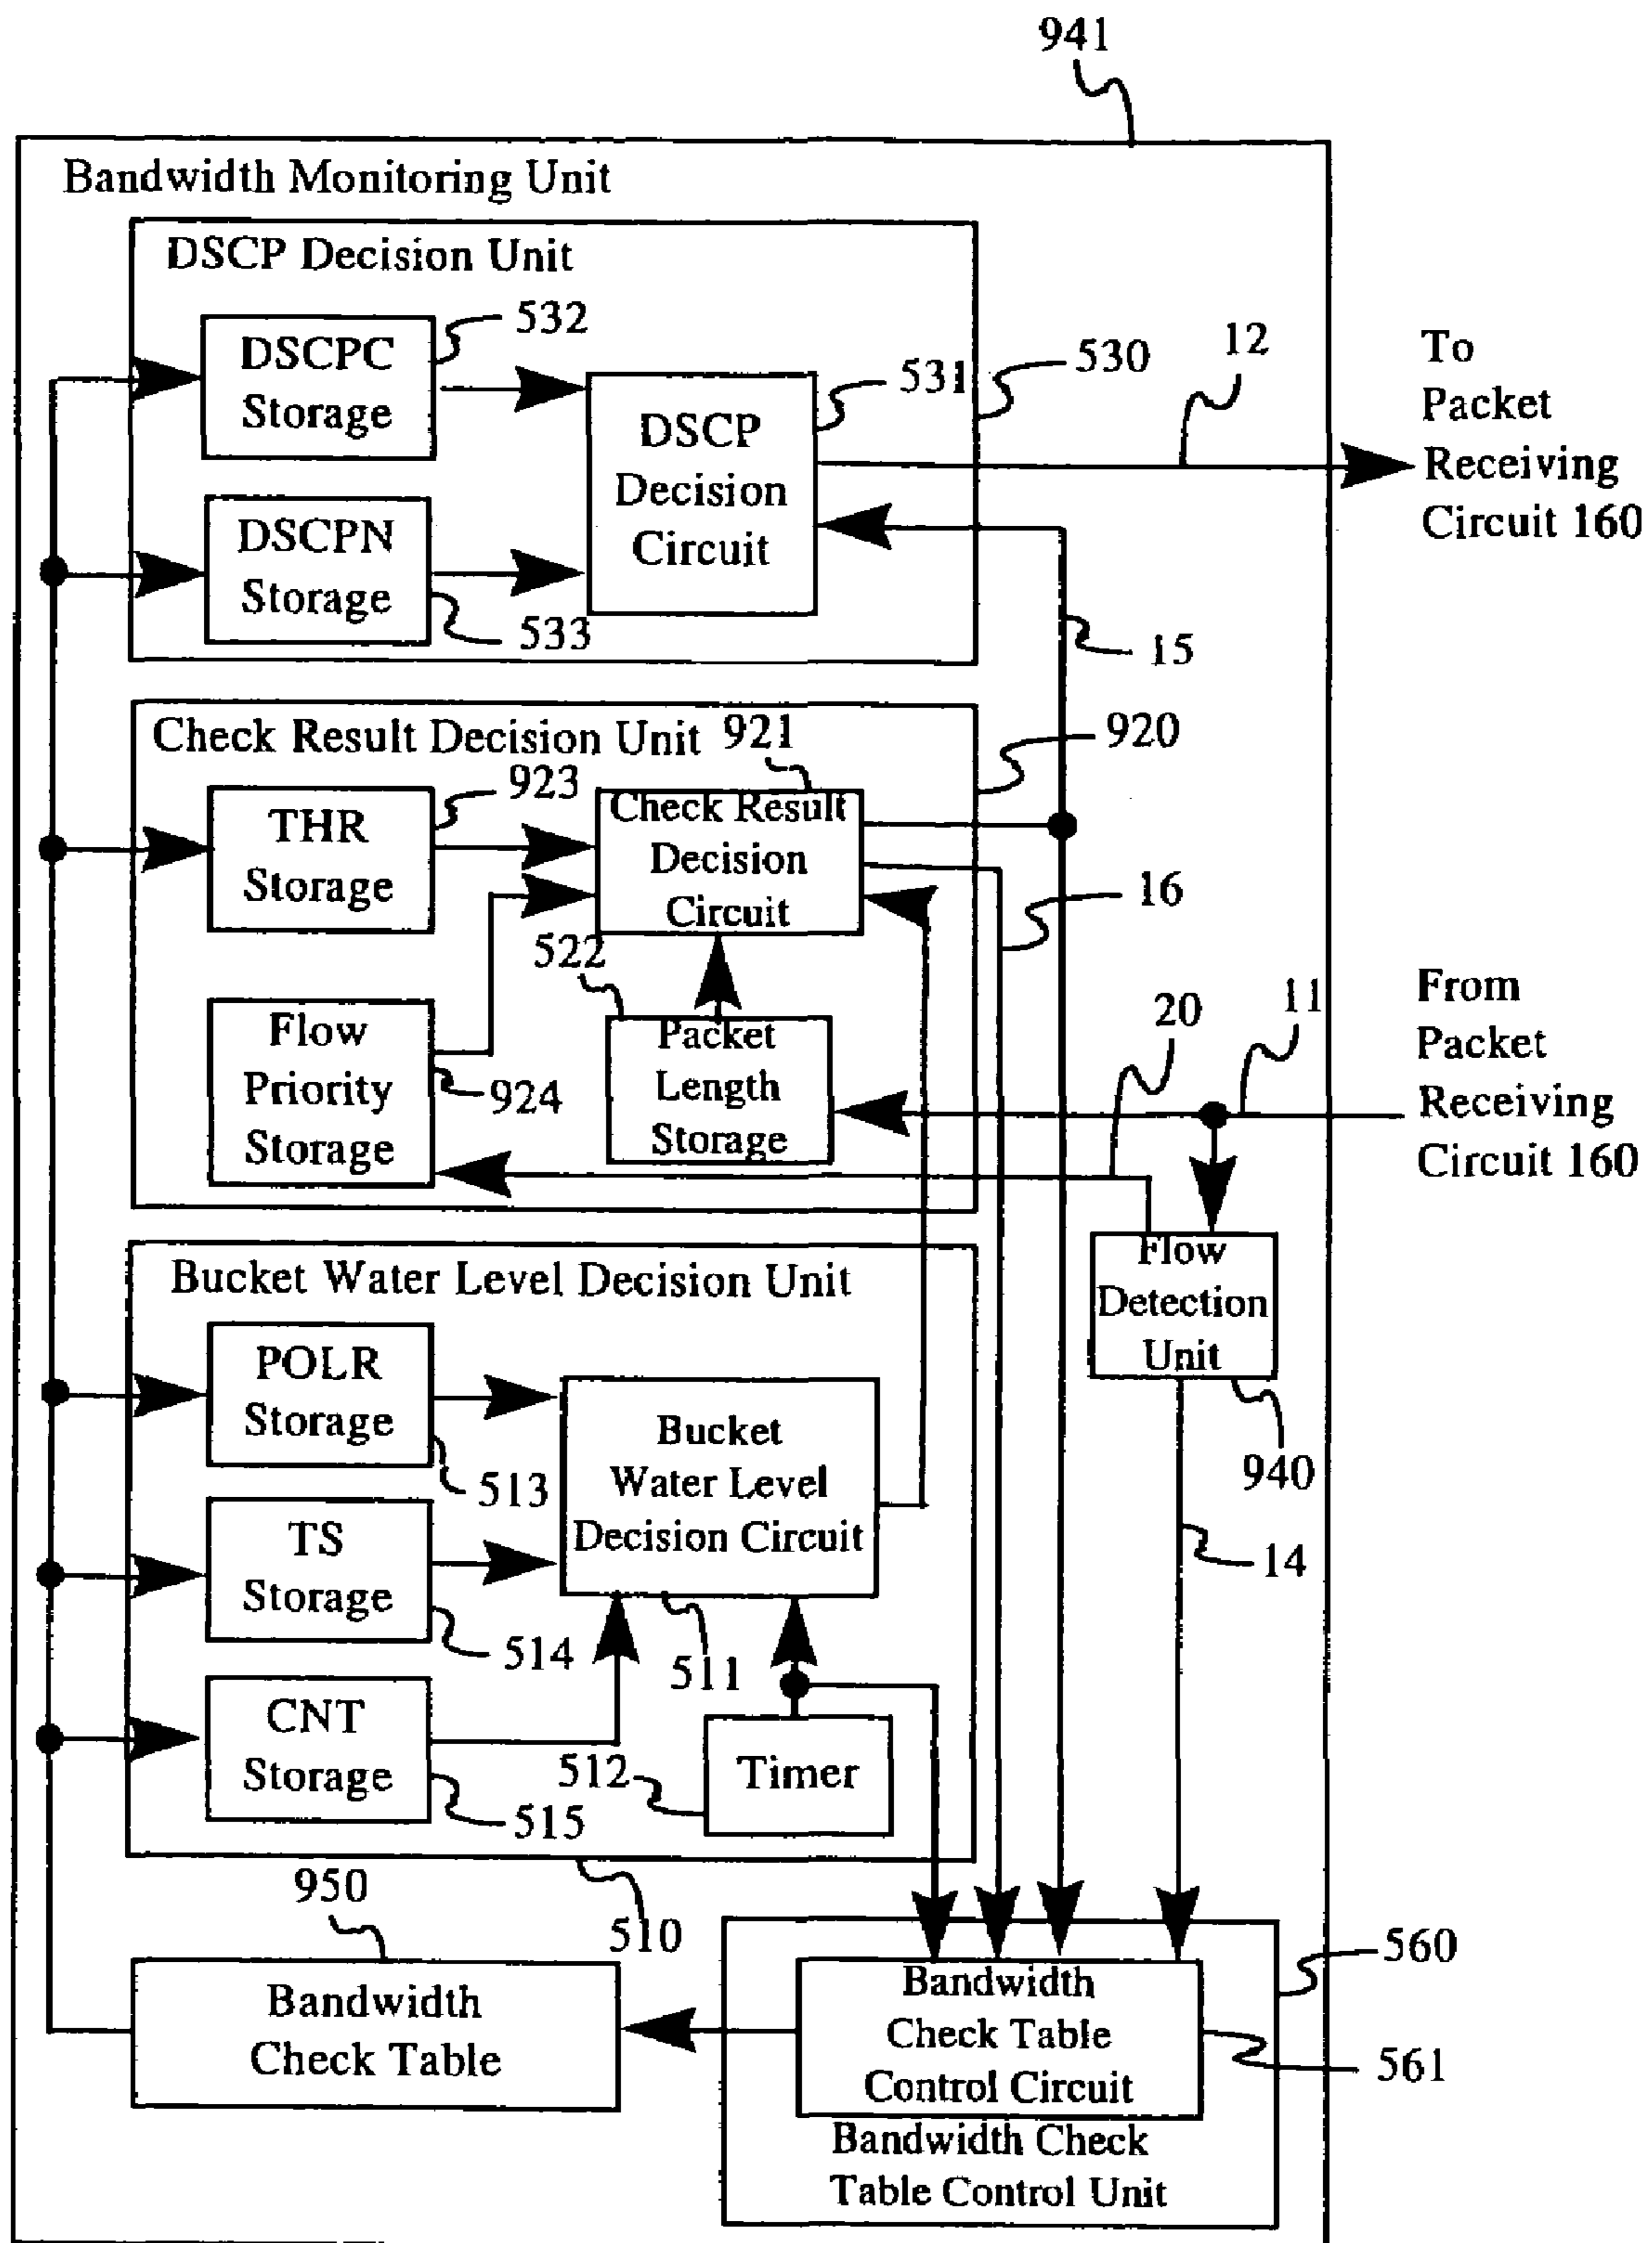 941
Bandwidth Monitoring Unit
DSCP Decision Unit
532
DSCPC
Storage
531
530
12
To
Packet
Receiving
Circuit 160
DSCP
Decision
Circuit
DSCPN
Storage
533
15
Check Result Decision Unit
921
920
923
THR
Storage
Check Result
Decision
Circuit
16
522
Flow
Priority
Storage
924
Packet
Length
Storage
20
11
From
Packet
Receiving
Circuit 160
Flow
Detection
Unit
940
Bucket Water Level Decision Unit
POLR
Storage
513
Bucket
Water Level
Decision Circuit
14
TS
Storage
514
511
CNT
Storage
515
512
Timer
950
510
560
Bandwidth
Check Table
Bandwidth
Check Table
Control Circuit
561
Bandwidth Check
Table Control Unit